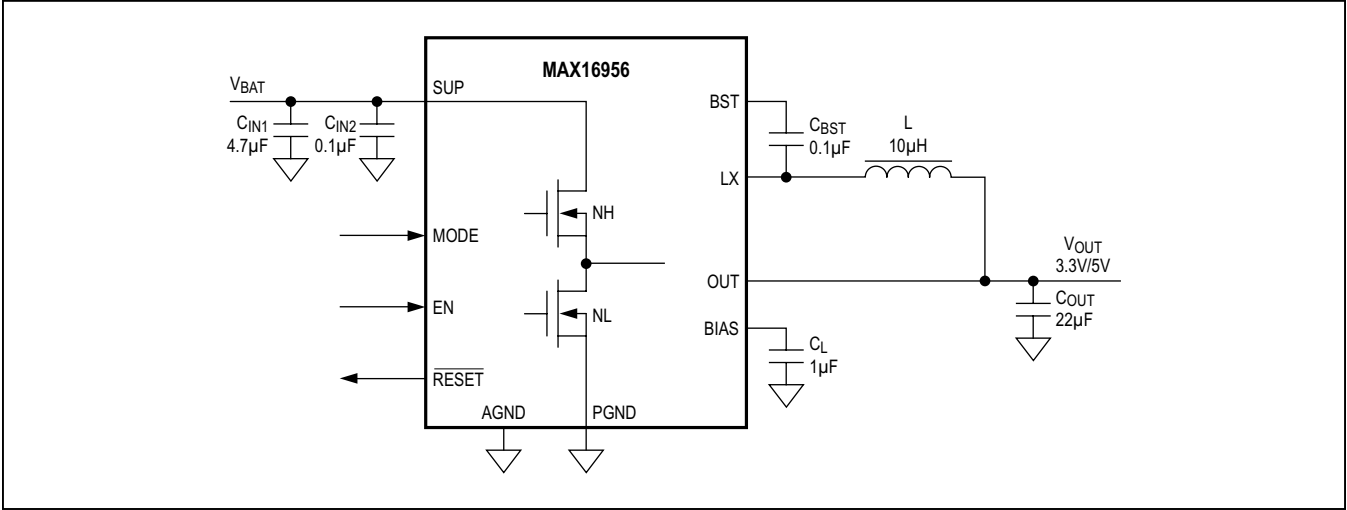 MAX16956
VBAT
SUP
CIN1
4.7µF
CIN2
0.1µF
BST
CBST
0.1µF
L
10µH
LX
NH
MODE
VOUT
3.3V/5V
OUT
COUT
22µF
EN
NL
BIAS
CL
1µF
RESET
AGND
PGND